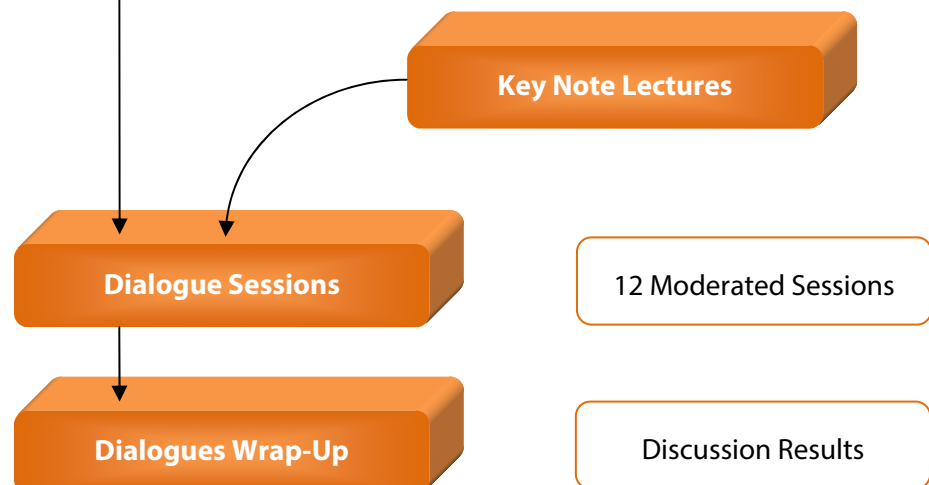 Key Note Lectures
Dialogue Sessions
12 Moderated Sessions
Dialogues Wrap-Up
Discussion Results